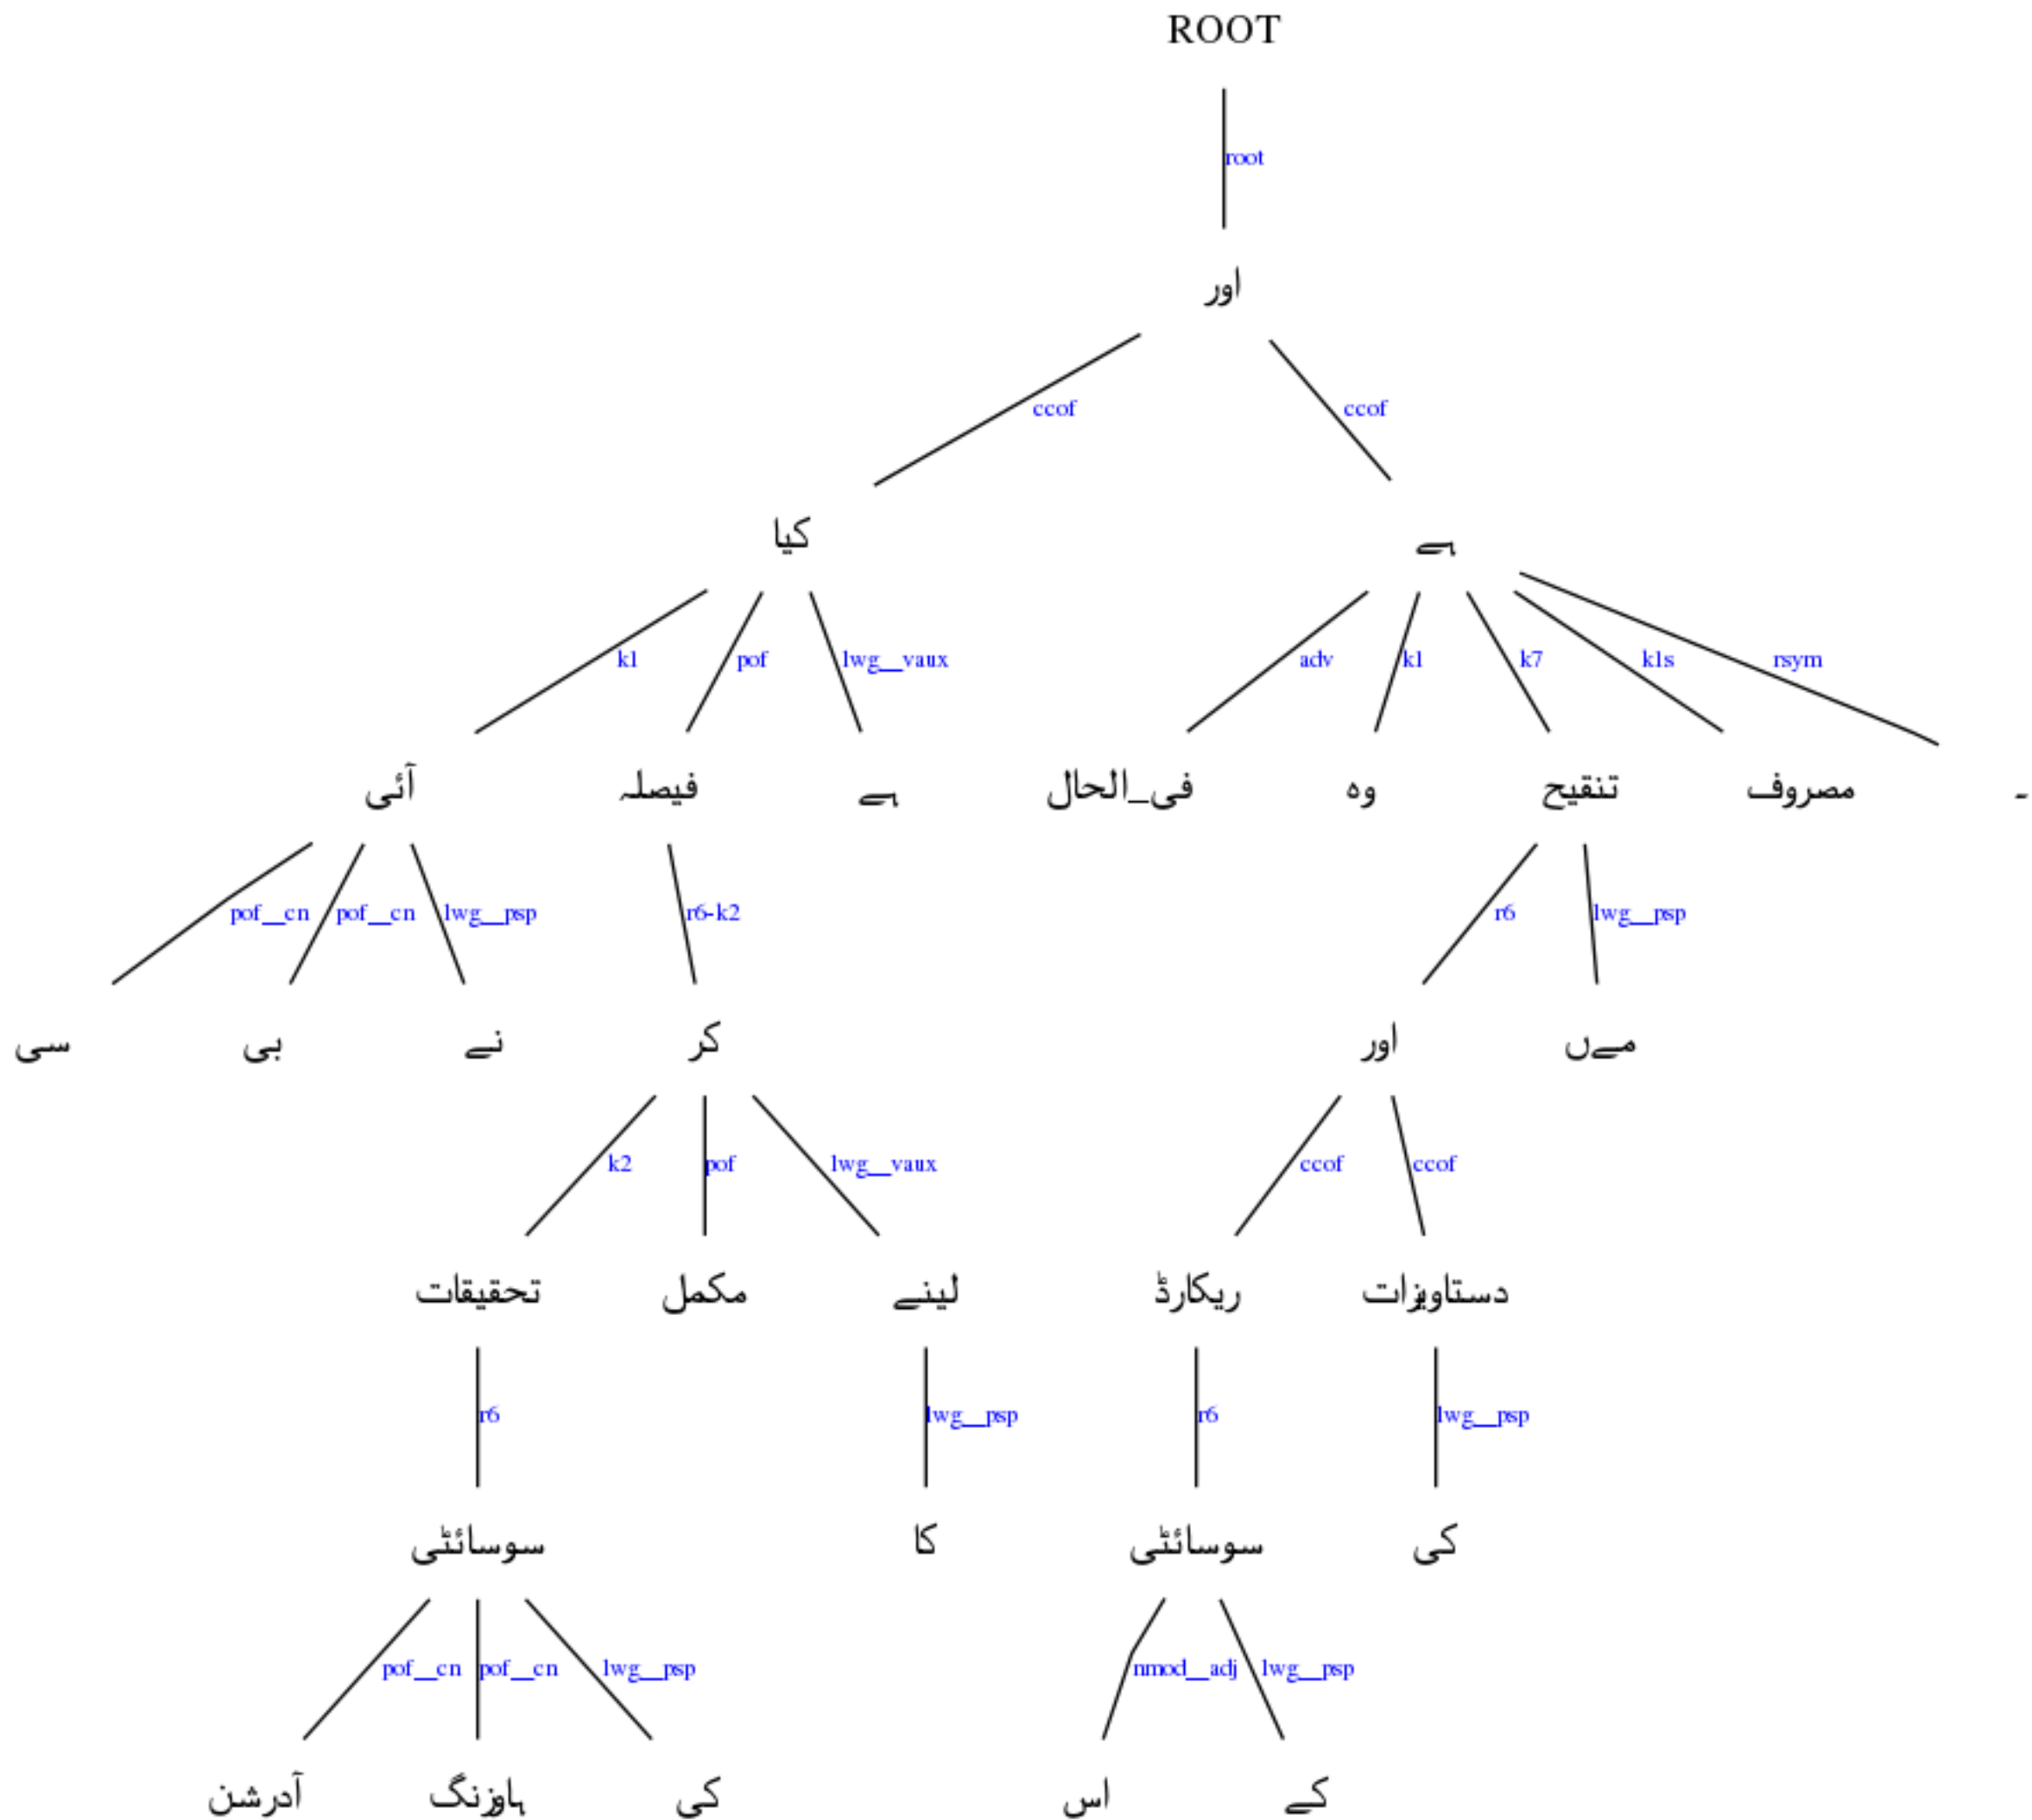 ROOT
root
اور
ccof ccof
کیا ہے
k1 pof lwg__vaux adv k1 k7 k1s rsym
آئی فیصلہ ہے فی_الحال وہ تنقیح مصروف ۔
pof__cn pof__cn lwg__psp r6-k2 r6 lwg__psp
سی بی نے کر اور مےں
k2 pof lwg__vaux ccof ccof
تحقیقات مکمل لینے ریکارڈ دستاویزات
r6 lwg__psp r6 lwg__psp
سوسائٹی کا سوسائٹی کی
pof__cn pof__cn lwg__psp nmod__adj lwg__psp
آدرشن ہاوزنگ کی اس کے